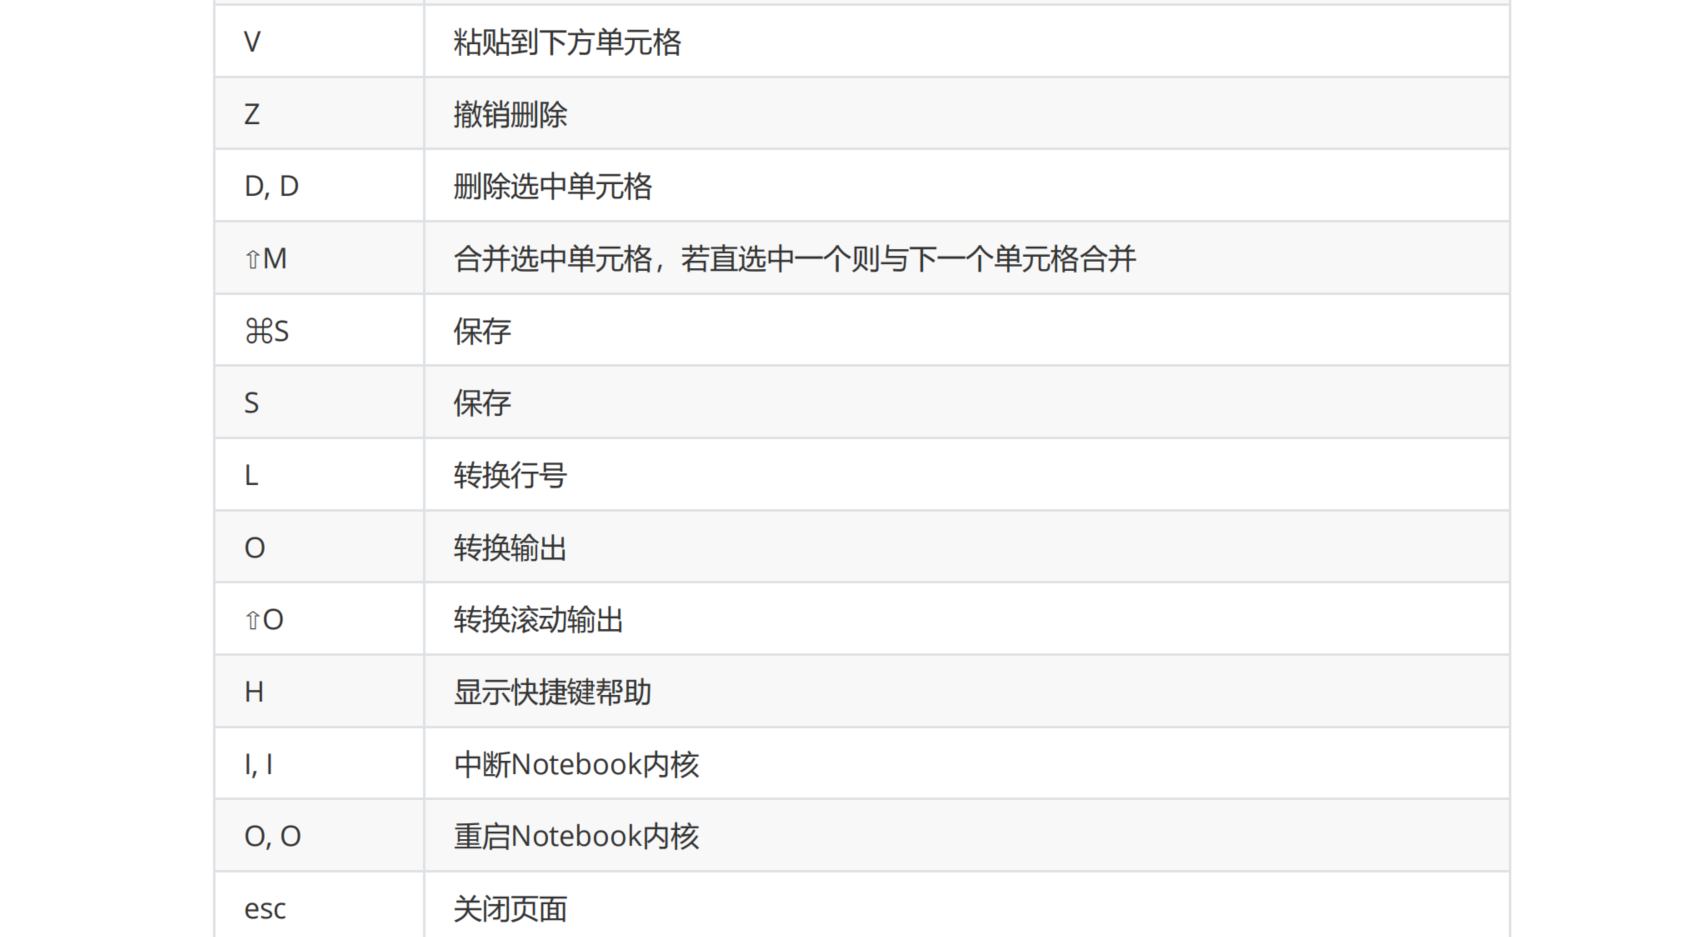 V 粘贴到下方单元格
Z 撤销删除
D, D 删除选中单元格
⇧M 合并选中单元格，若直选中一个则与下一个单元格合并
⌘S 保存
S 保存
L 转换行号
O 转换输出
⇧O 转换滚动输出
H 显示快捷键帮助
I, I 中断Notebook内核
O, O 重启Notebook内核
esc 关闭页面